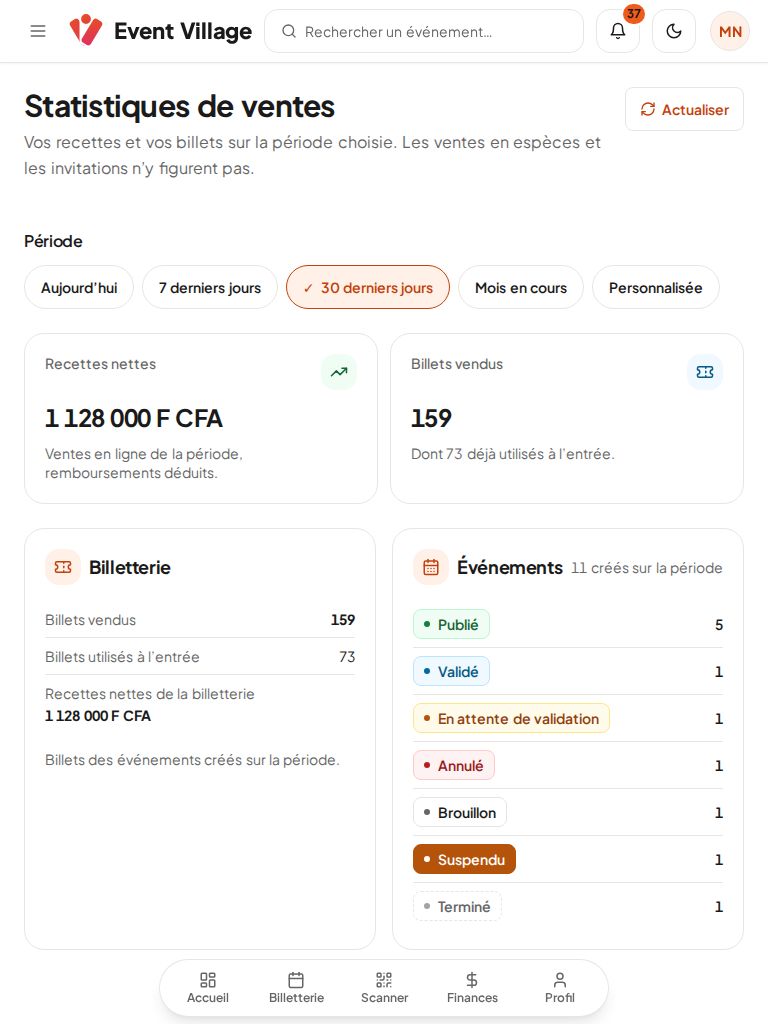 Event Village
Rechercher un événement…
37
MN
Statistiques de ventes
Actualiser
Vos recettes et vos billets sur la période choisie. Les ventes en espèces et
les invitations n’y figurent pas.
Période
Aujourd’hui
7 derniers jours
✓ 30 derniers jours
Mois en cours
Personnalisée
Recettes nettes
1 128 000 F CFA
Ventes en ligne de la période,
remboursements déduits.
Billets vendus
159
Dont 73 déjà utilisés à l’entrée.
Billetterie
Billets vendus 159
Billets utilisés à l’entrée 73
Recettes nettes de la billetterie
1 128 000 F CFA
Billets des événements créés sur la période.
Événements 11 créés sur la période
Publié 5
Validé 1
En attente de validation 1
Annulé 1
Brouillon 1
Suspendu 1
Terminé 1
Accueil
Billetterie
Scanner
Finances
Profil